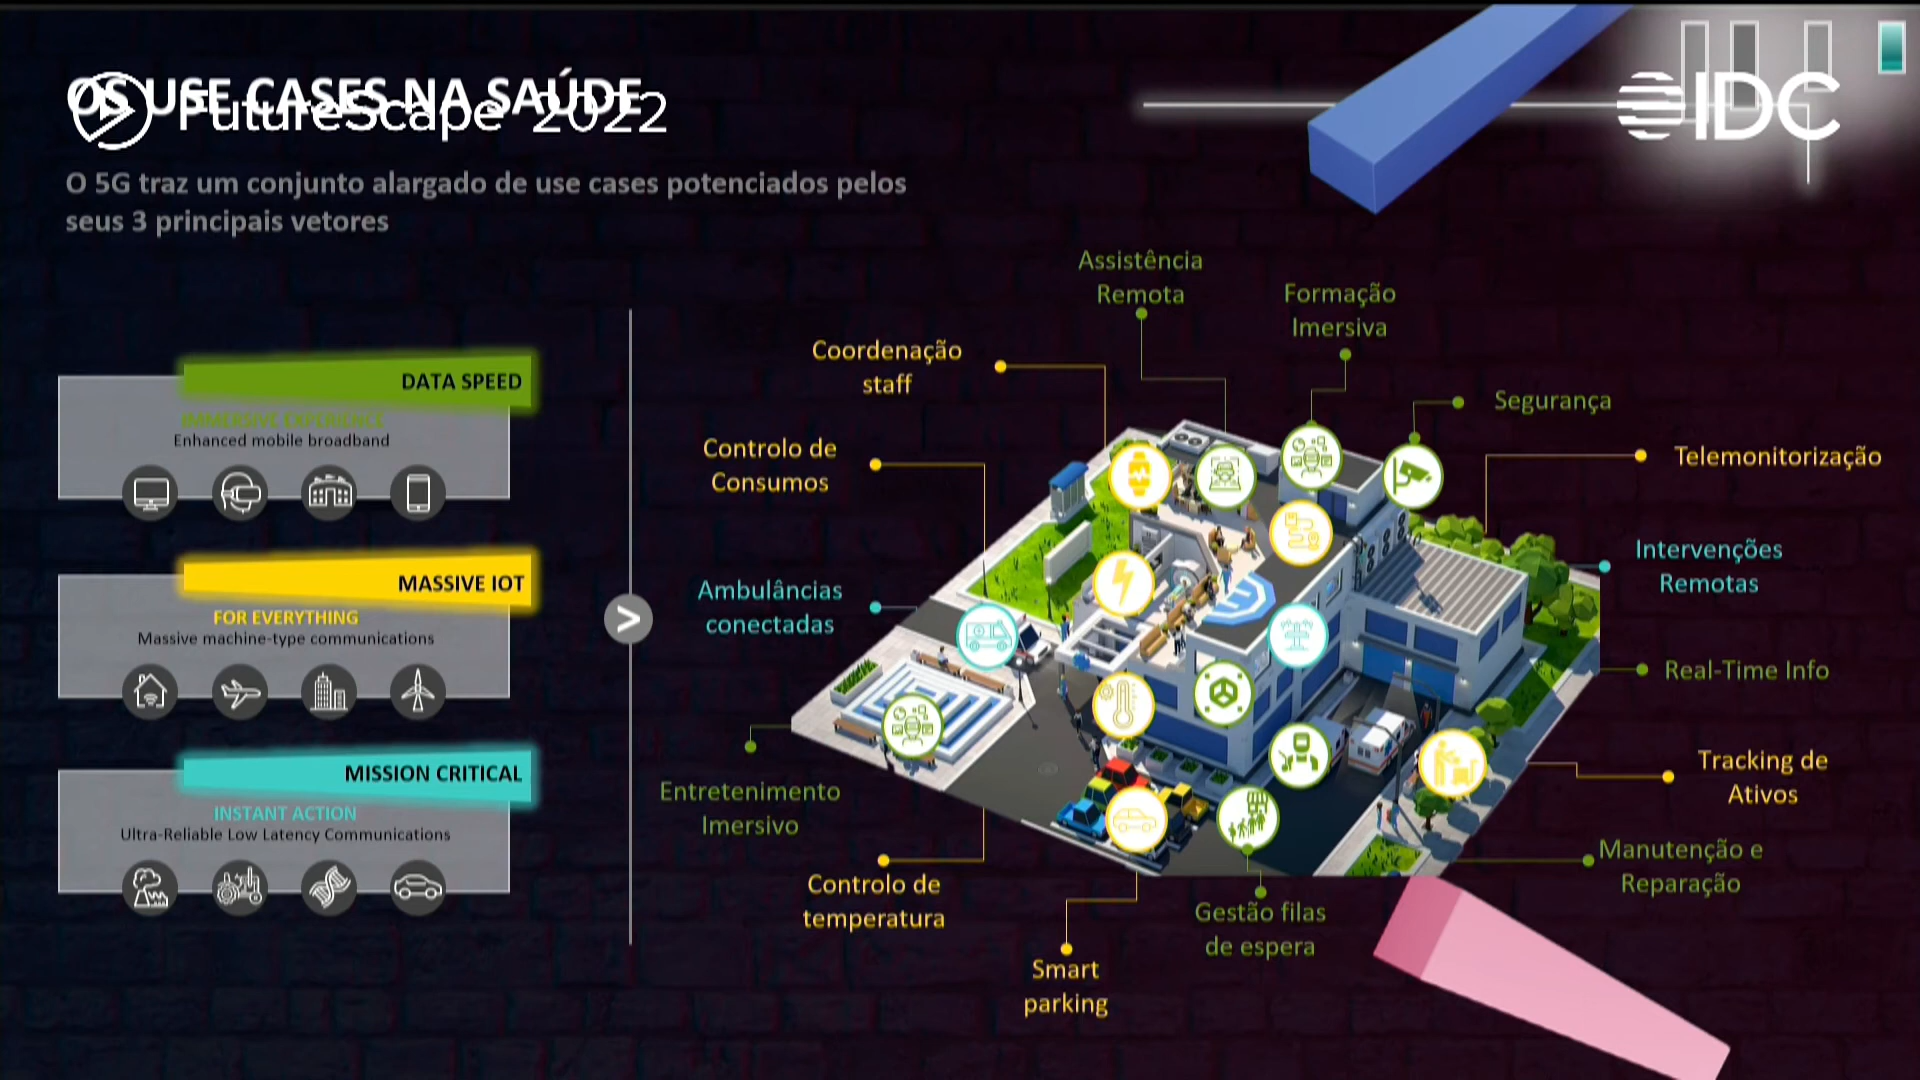 OS USE CASES NA SAÚDE
FutureScape 2022
IDC
O 5G traz um conjunto alargado de use cases potenciados pelos
seus 3 principais vetores
DATA SPEED
IMMERSIVE EXPERIENCE
Enhanced mobile broadband
MASSIVE IOT
FOR EVERYTHING
Massive machine-type communications
MISSION CRITICAL
INSTANT ACTION
Ultra-Reliable Low Latency Communications
>
Assistência
Remota
Formação
Imersiva
Coordenação
staff
Segurança
Controlo de
Consumos
Telemonitorização
Ambulâncias
conectadas
Intervenções
Remotas
Real-Time Info
Entretenimento
Imersivo
Tracking de
Ativos
Controlo de
temperatura
Manutenção e
Reparação
Gestão filas
de espera
Smart
parking